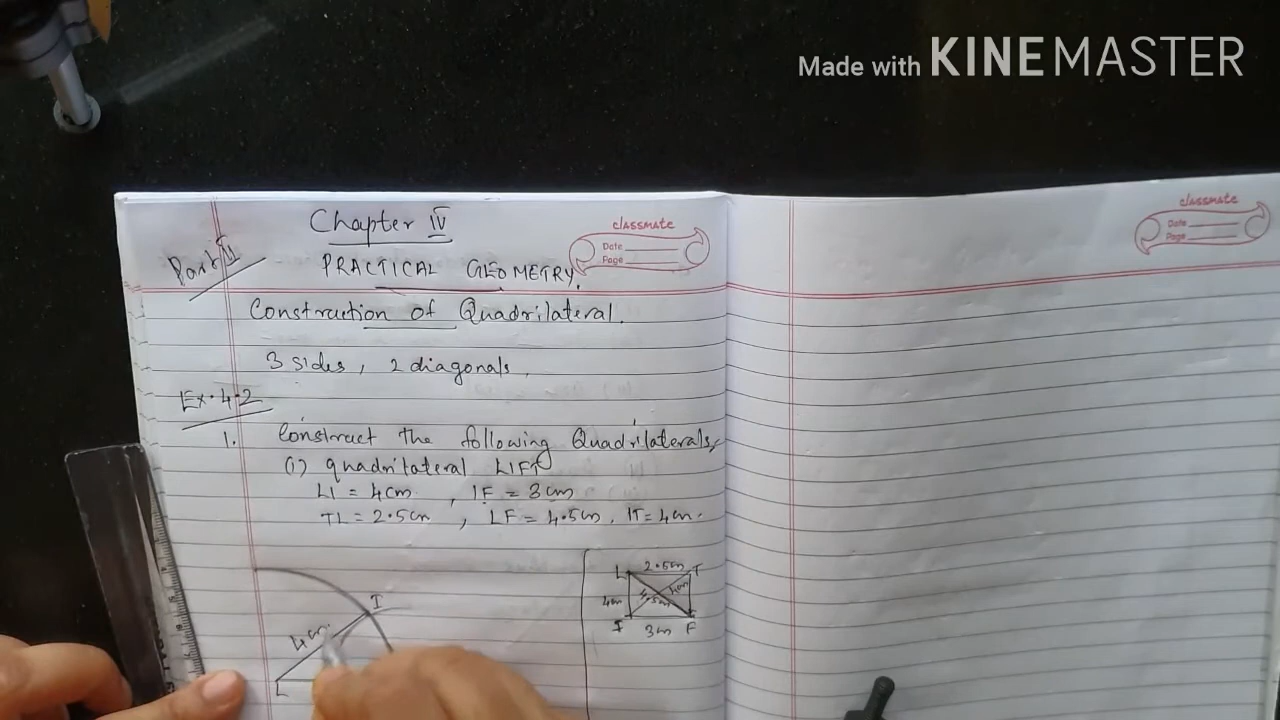 Made with KINEMASTER
Chapter IV
classmate
Date
Page
classmate
Date
Page
Part II
PRACTICAL GEOMETRY.
Construction of Quadrilateral.
3 sides, 2 diagonals.
Ex. 4.2
1. Construct the following Quadrilaterals,
(i) quadrilateral LIFT
LI = 4cm , IF = 3cm
TL = 2.5cm , LF = 4.5cm, IT = 4cm.
L 2.5cm T
4cm 4.5cm 4cm
I 3cm F
I
4cm
L